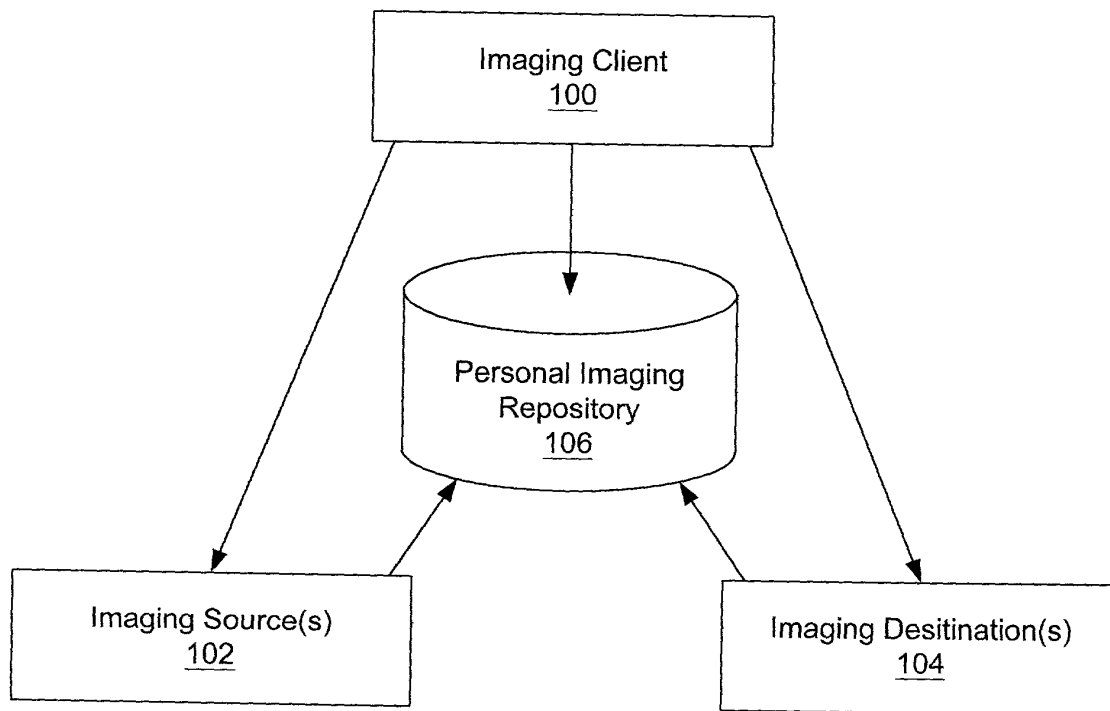 Imaging Client
100
Personal Imaging
Repository
106
Imaging Source(s)
102
Imaging Desitination(s)
104